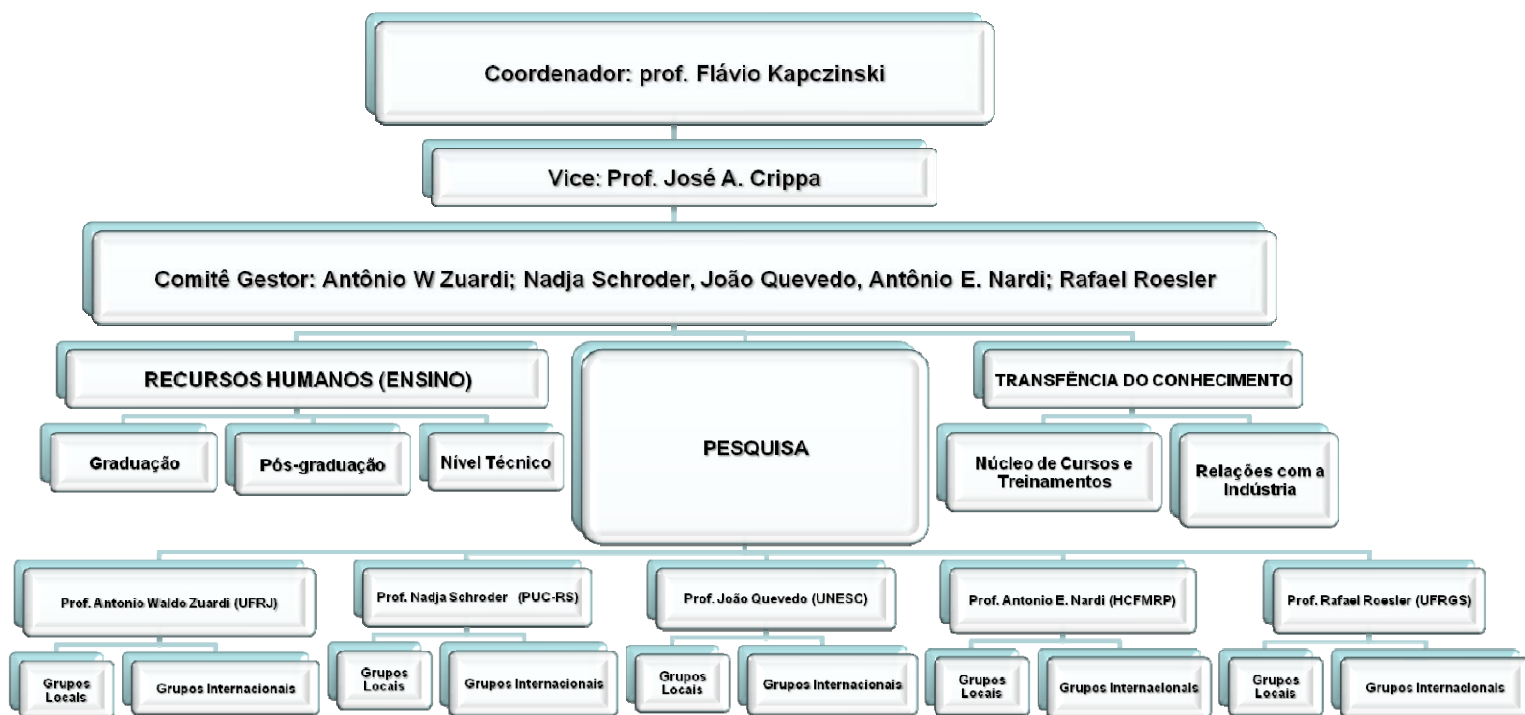 Coordenador: prof. Flávio Kapczinski
Vice: Prof. José A. Crippa
Comitê Gestor: Antônio W Zuardi; Nadja Schroder, João Quevedo, Antônio E. Nardi; Rafael Roesler
RECURSOS HUMANOS (ENSINO)
PESQUISA
TRANSFÊNCIA DO CONHECIMENTO
Graduação
Pós-graduação
Nível Técnico
Núcleo de Cursos e
Treinamentos
Relações com a
Indústria
Prof. Antonio Waldo Zuardi (UFRJ)
Prof. Nadja Schroder (PUC-RS)
Prof. João Quevedo (UNESC)
Prof. Antonio E. Nardi (HCFMRP)
Prof. Rafael Roesler (UFRGS)
Grupos
Locais
Grupos Internacionais
Grupos
Locais
Grupos Internacionais
Grupos
Locais
Grupos Internacionais
Grupos
Locais
Grupos Internacionais
Grupos
Locais
Grupos Internacionais